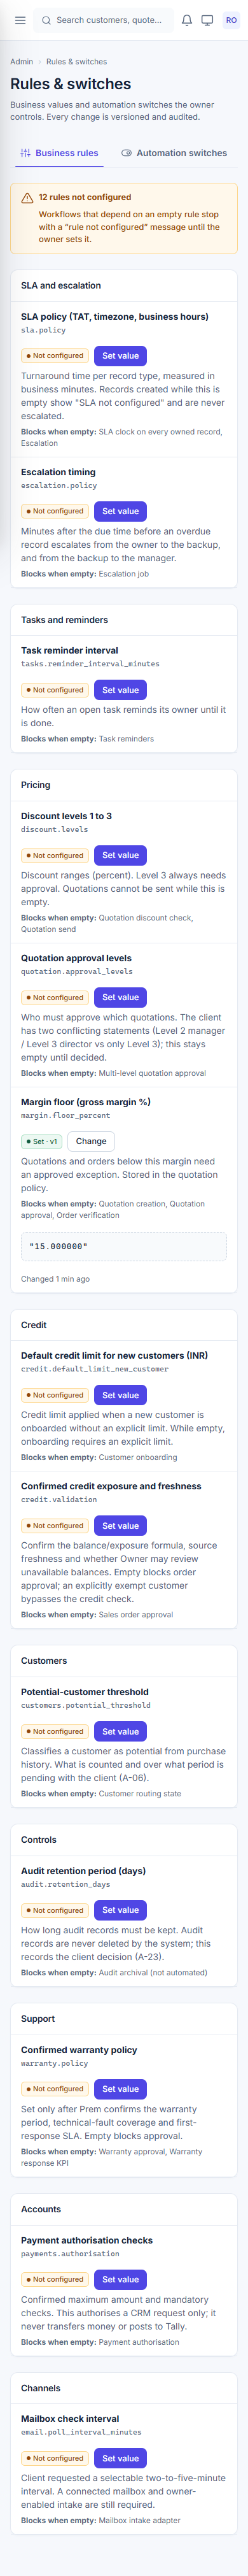 Search customers, quote...
RO
Admin › Rules & switches
Rules & switches
Business values and automation switches the owner
controls. Every change is versioned and audited.
Business rules
Automation switches
12 rules not configured
Workflows that depend on an empty rule stop
with a “rule not configured” message until the
owner sets it.
SLA and escalation
SLA policy (TAT, timezone, business hours)
sla.policy
Not configured
Set value
Turnaround time per record type, measured in
business minutes. Records created while this is
empty show "SLA not configured" and are never
escalated.
Blocks when empty: SLA clock on every owned record,
Escalation
Escalation timing
escalation.policy
Not configured
Set value
Minutes after the due time before an overdue
record escalates from the owner to the backup,
and from the backup to the manager.
Blocks when empty: Escalation job
Tasks and reminders
Task reminder interval
tasks.reminder_interval_minutes
Not configured
Set value
How often an open task reminds its owner until it
is done.
Blocks when empty: Task reminders
Pricing
Discount levels 1 to 3
discount.levels
Not configured
Set value
Discount ranges (percent). Level 3 always needs
approval. Quotations cannot be sent while this is
empty.
Blocks when empty: Quotation discount check,
Quotation send
Quotation approval levels
quotation.approval_levels
Not configured
Set value
Who must approve which quotations. The client
has two conflicting statements (Level 2 manager
/ Level 3 director vs only Level 3); this stays
empty until decided.
Blocks when empty: Multi-level quotation approval
Margin floor (gross margin %)
margin.floor_percent
Set · v1
Change
Quotations and orders below this margin need
an approved exception. Stored in the quotation
policy.
Blocks when empty: Quotation creation, Quotation
approval, Order verification
"15.000000"
Changed 1 min ago
Credit
Default credit limit for new customers (INR)
credit.default_limit_new_customer
Not configured
Set value
Credit limit applied when a new customer is
onboarded without an explicit limit. While empty,
onboarding requires an explicit limit.
Blocks when empty: Customer onboarding
Confirmed credit exposure and freshness
credit.validation
Not configured
Set value
Confirm the balance/exposure formula, source
freshness and whether Owner may review
unavailable balances. Empty blocks order
approval; an explicitly exempt customer
bypasses the credit check.
Blocks when empty: Sales order approval
Customers
Potential-customer threshold
customers.potential_threshold
Not configured
Set value
Classifies a customer as potential from purchase
history. What is counted and over what period is
pending with the client (A-06).
Blocks when empty: Customer routing state
Controls
Audit retention period (days)
audit.retention_days
Not configured
Set value
How long audit records must be kept. Audit
records are never deleted by the system; this
records the client decision (A-23).
Blocks when empty: Audit archival (not automated)
Support
Confirmed warranty policy
warranty.policy
Not configured
Set value
Set only after Prem confirms the warranty
period, technical-fault coverage and first-
response SLA. Empty blocks approval.
Blocks when empty: Warranty approval, Warranty
response KPI
Accounts
Payment authorisation checks
payments.authorisation
Not configured
Set value
Confirmed maximum amount and mandatory
checks. This authorises a CRM request only; it
never transfers money or posts to Tally.
Blocks when empty: Payment authorisation
Channels
Mailbox check interval
email.poll_interval_minutes
Not configured
Set value
Client requested a selectable two-to-five-minute
interval. A connected mailbox and owner-
enabled intake are still required.
Blocks when empty: Mailbox intake adapter